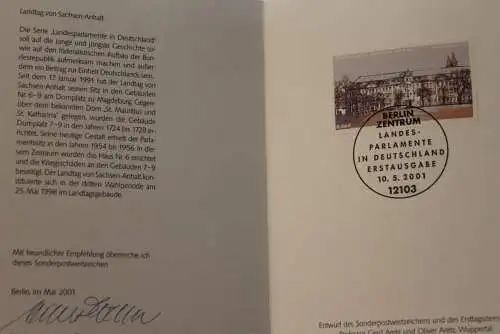 Landtag von Sachsen-Anhalt
Die Serie „Landesparlamente in Deutschland"
soll auf die junge und jüngste Geschichte so-
wie auf den föderalistischen Aufbau der Bun-
desrepublik aufmerksam machen und außer-
dem ein Beitrag zur Einheit Deutschlands sein.
Seit dem 17. Januar 1991 hat der Landtag von
Sachsen-Anhalt seinen Sitz in den Gebäuden
Nr. 6–9 am Domplatz zu Magdeburg. Gegen-
über dem bekannten Dom „St. Mauritius und
St. Katharina" gelegen, wurden die Gebäude
Domplatz 7–9 in den Jahren 1724 bis 1728 er-
richtet. Seine heutige Gestalt erhielt der Parla-
mentssitz in den Jahren 1954 bis 1956 in des-
sem Zentrum wurden das Haus Nr. 6 errichtet
und die Kriegsschäden an den Gebäuden 7–9
beseitigt. Der Landtag von Sachsen-Anhalt kon-
stituierte sich in der dritten Wahlperiode am
25. Mai 1998 im Landtagsgebäude.
Mit freundlicher Empfehlung überreiche ich
dieses Sonderpostwertzeichen
Berlin, im Mai 2001
BERLIN
ZENTRUM
LANDES-
PARLAMENTE
IN DEUTSCHLAND
ERSTAUSGABE
10.5.2001
12103
Entwurf des Sonderpostwertzeichens und des Ersttagsstem
Professor Gerd Aretz und Oliver Aretz, Wuppertal